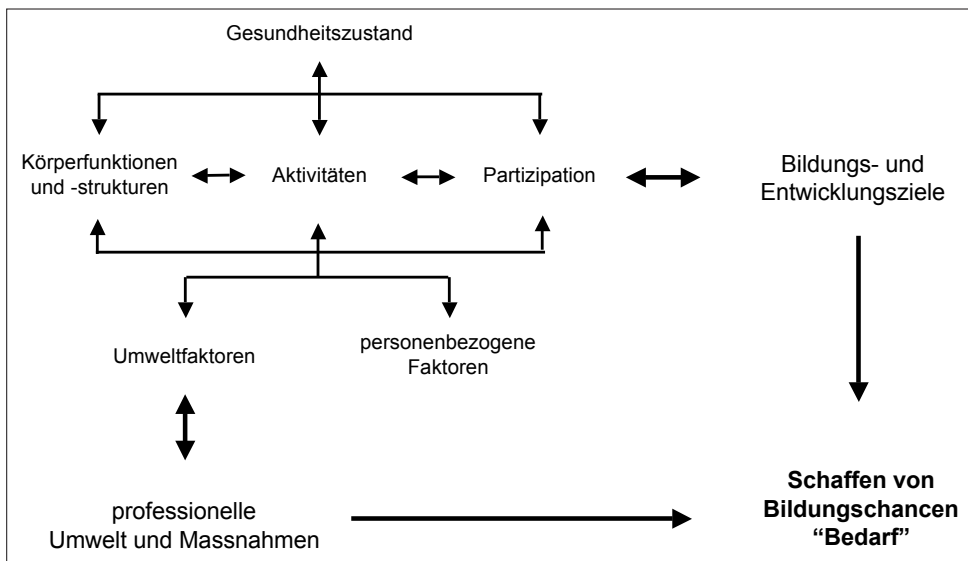 Gesundheitszustand
Körperfunktionen
und -strukturen
Aktivitäten
Partizipation
Bildungs- und
Entwicklungsziele
Umweltfaktoren
personenbezogene
Faktoren
professionelle
Umwelt und Massnahmen
Schaffen von
Bildungschancen
“Bedarf”